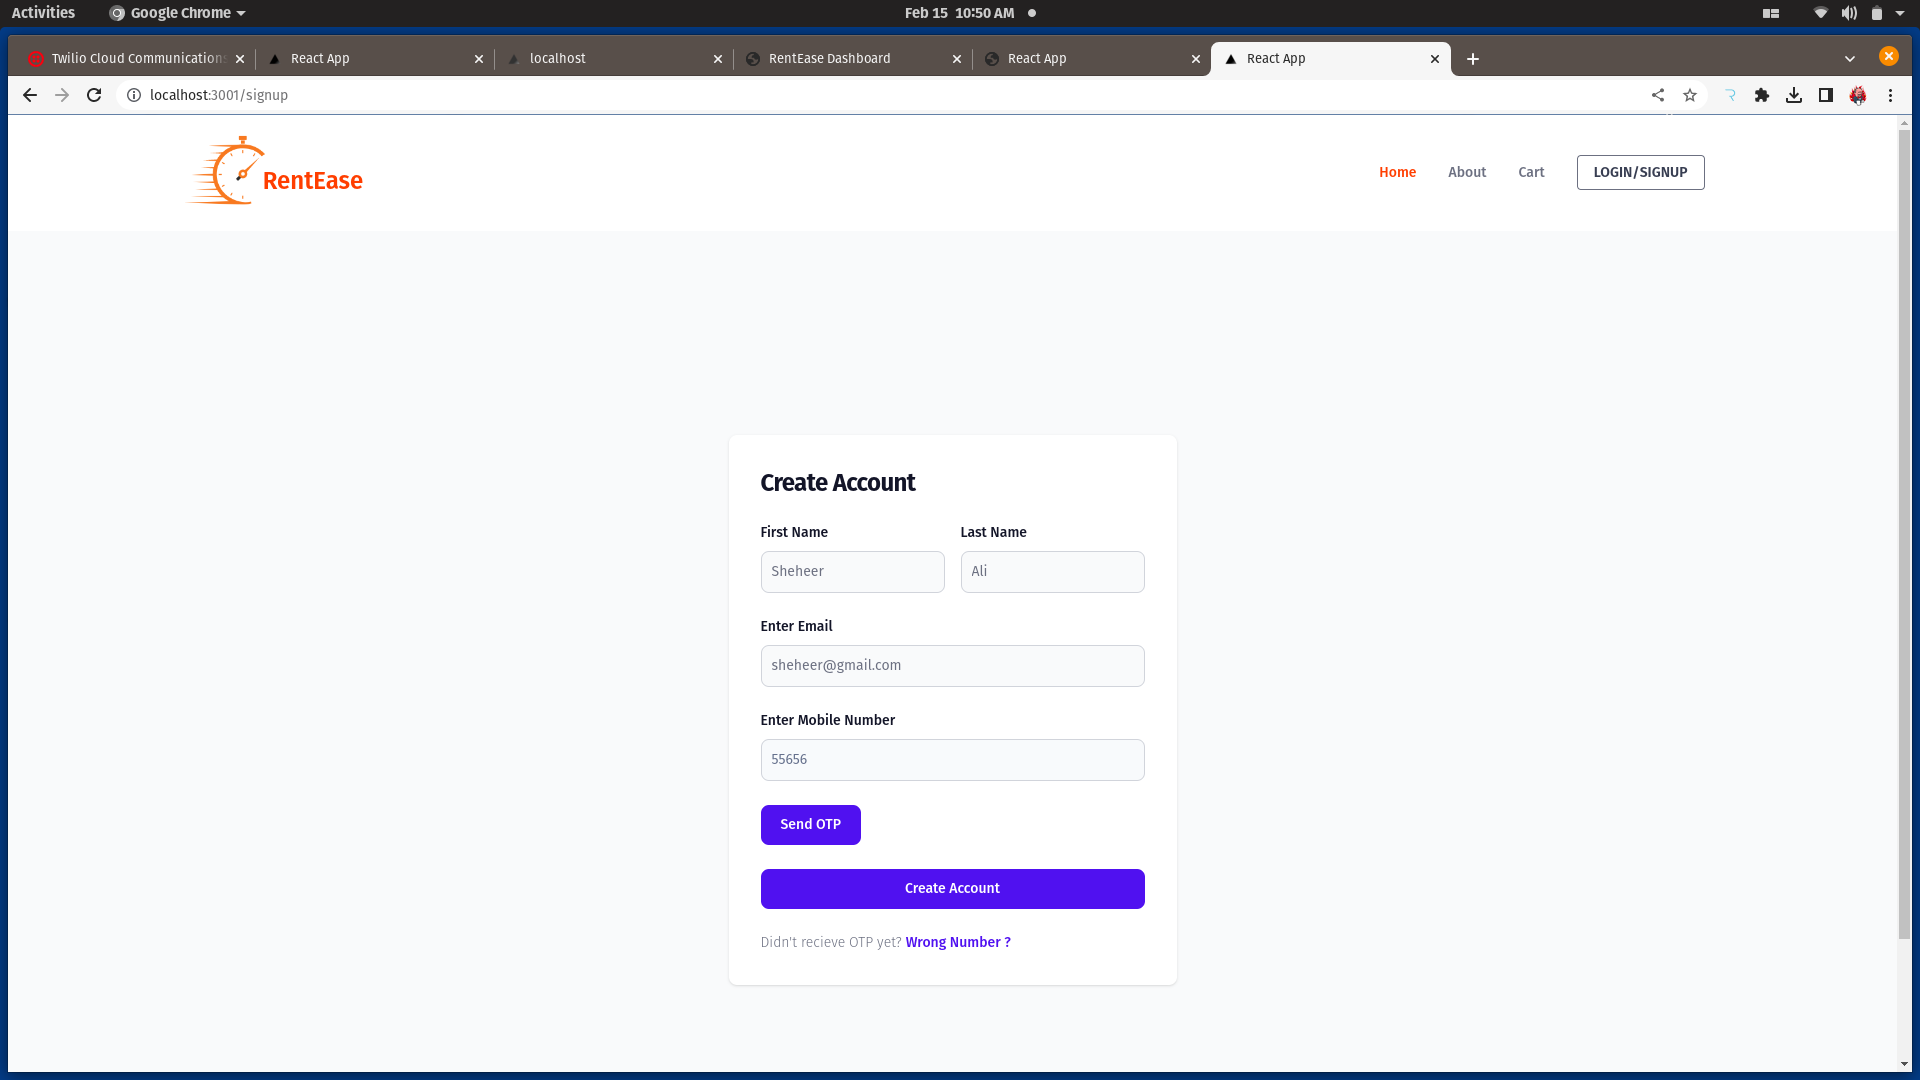 Activities Google Chrome Feb 15 10:50 AM
Twilio Cloud Communications React App localhost RentEase Dashboard React App React App
localhost:3001/signup
RentEase Home About Cart LOGIN/SIGNUP
Create Account
First Name Last Name
Sheheer Ali
Enter Email
sheheer@gmail.com
Enter Mobile Number
55656
Send OTP
Create Account
Didn't recieve OTP yet? Wrong Number ?